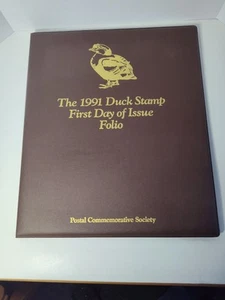 The 1991 Duck Stamp
First Day of Issue
Folio
Postal Commemorative Society